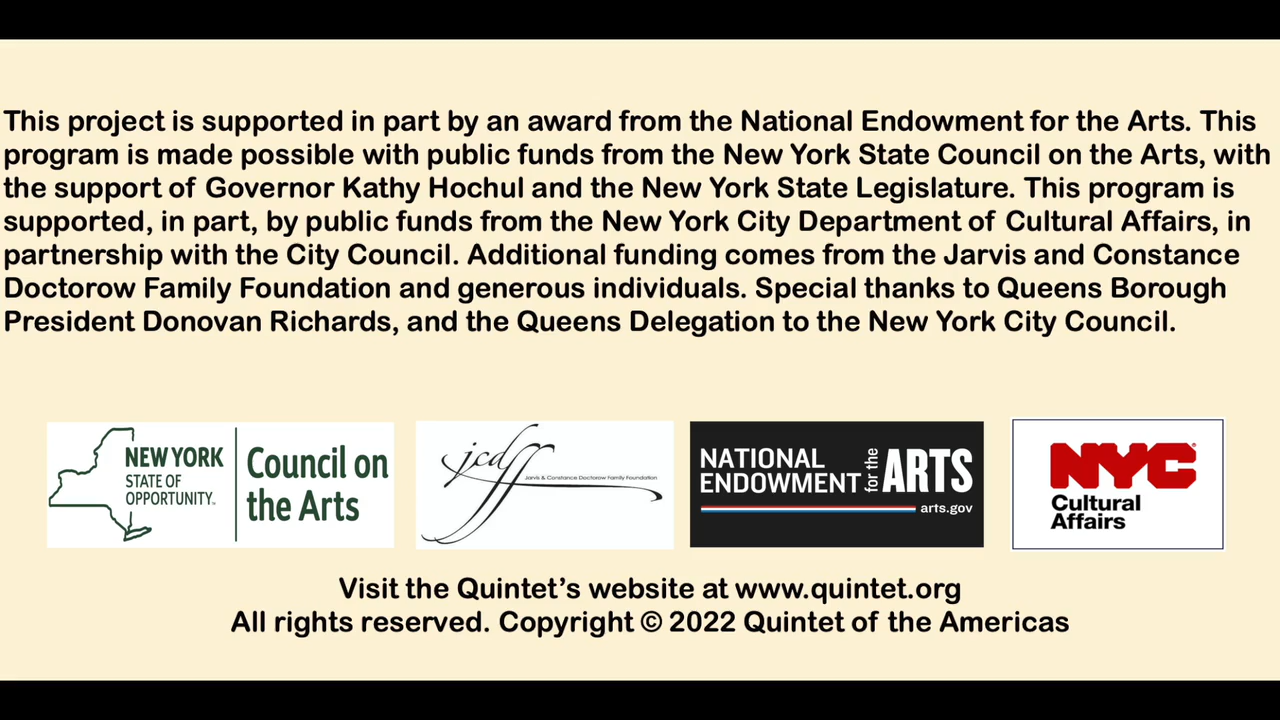 This project is supported in part by an award from the National Endowment for the Arts. This
program is made possible with public funds from the New York State Council on the Arts, with
the support of Governor Kathy Hochul and the New York State Legislature. This program is
supported, in part, by public funds from the New York City Department of Cultural Affairs, in
partnership with the City Council. Additional funding comes from the Jarvis and Constance
Doctorow Family Foundation and generous individuals. Special thanks to Queens Borough
President Donovan Richards, and the Queens Delegation to the New York City Council.
NEW YORK
STATE OF
OPPORTUNITY™
Council on
the Arts
jcdff
Jarvis & Constance Doctorow Family Foundation
NATIONAL
ENDOWMENT
for the
ARTS
arts.gov
NYC®
Cultural
Affairs
Visit the Quintet’s website at www.quintet.org
All rights reserved. Copyright © 2022 Quintet of the Americas